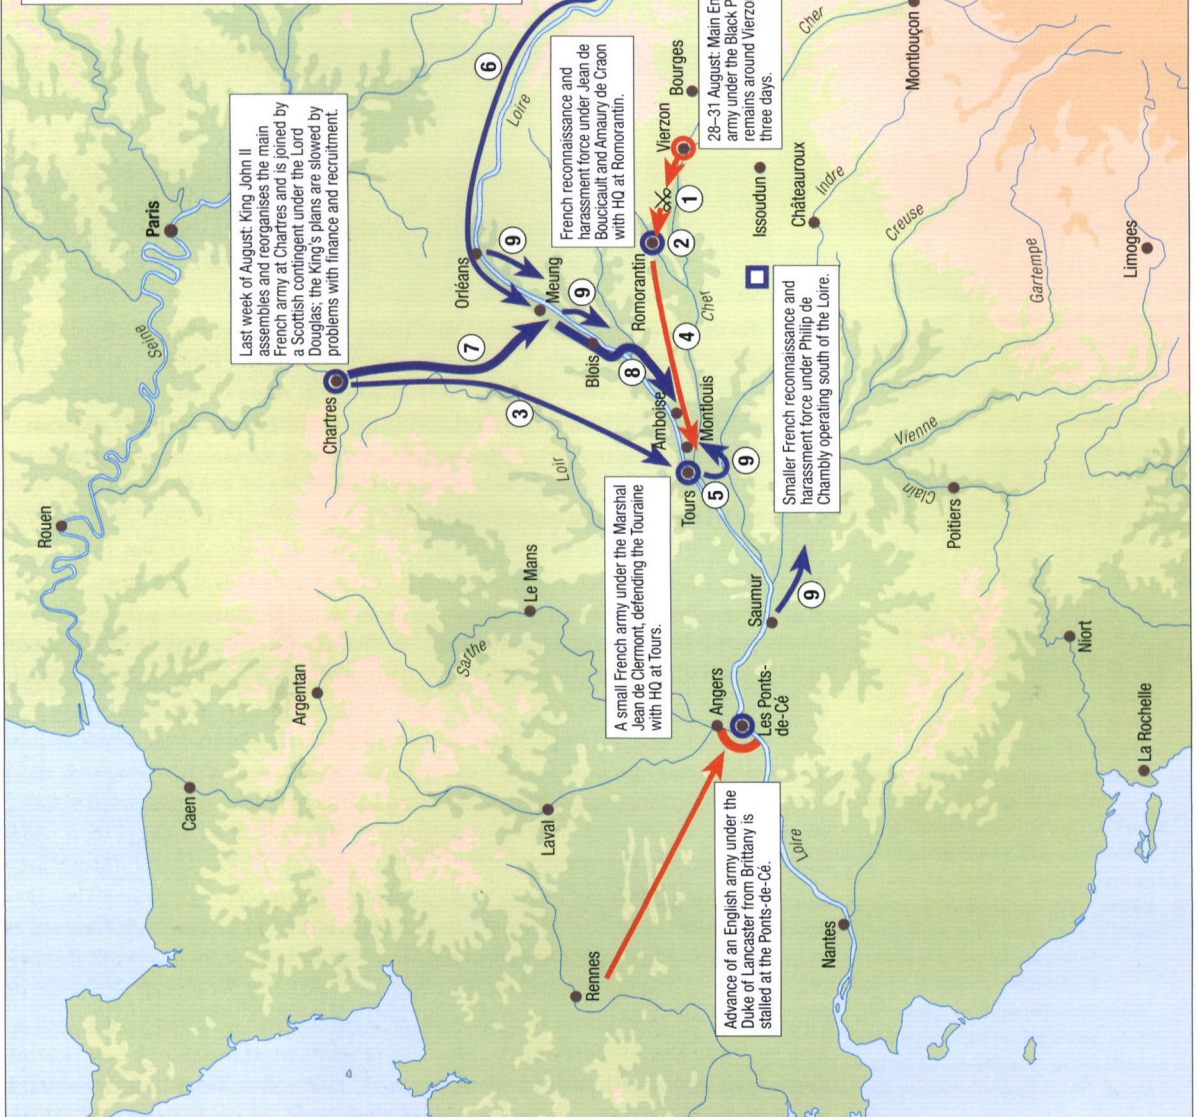 Rouen
Paris
Seine
Caen
Last week of August: King John II
assembles and reorganises the main
French army at Chartres and is joined by
a Scottish contingent under the Lord
Douglas; the King's plans are slowed by
problems with finance and recruitment.
Argentan
Chartres
Orléans
7
Sarthe
6
9
Loire
3
Le Mans
Laval
Meung
Loir
French reconnaissance and
harassment force under Jean de
Boucicault and Amaury de Craon
with HQ at Romorantin.
9
Rennes
Blois
A small French army under the Marshal
Jean de Clermont, defending the Touraine
with HQ at Tours.
8
Romorantin
Amboise
Vierzon
Bourges
2
4
Tours
1
Cher
Montlouis
28–31 August: Main En
army under the Black P
remains around Vierzo
three days.
5
Angers
Advance of an English army under the
Duke of Lancaster from Brittany is
stalled at the Ponts-de-Cé.
9
Saumur
Issoudun
Les Ponts-
de-Cé
Smaller French reconnaissance and
harassment force under Philip de
Chambly operating south of the Loire.
Loire
Châteauroux
9
Cher
Nantes
Indre
Creuse
Montlouçon
Vienne
Clain
Poitiers
Gartempe
Niort
Limoges
La Rochelle